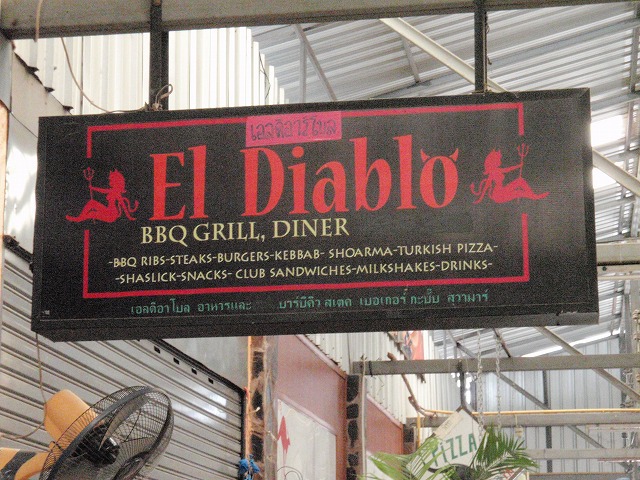 เอลดิอาโบล
El Diablo
BBQ GRILL, DINER
-BBQ RIBS-STEAKS-BURGERS-KEBBAB- SHOARMA-TURKISH PIZZA-
-SHASLICK-SNACKS- CLUB SANDWICHES-MILKSHAKES-DRINKS-
เอลดิอาโบล อาหารและ บาร์บีคิว สเตค เบอเกอร์ กะบั๊บ สวามาร์
PIZZA